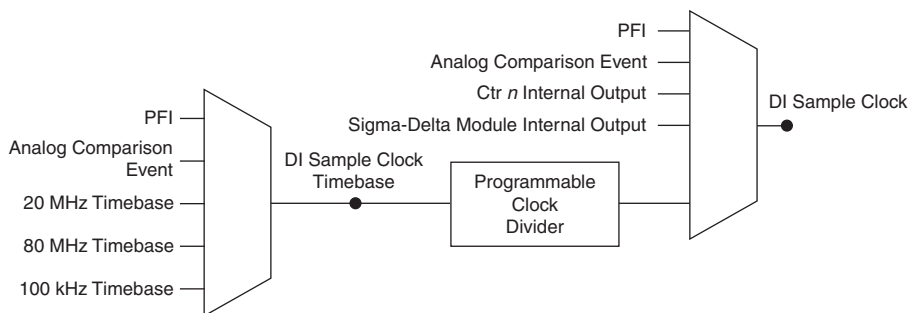 PFI
Analog Comparison Event
Ctr n Internal Output
Sigma-Delta Module Internal Output
DI Sample Clock
PFI
Analog Comparison
Event
20 MHz Timebase
80 MHz Timebase
100 kHz Timebase
DI Sample Clock
Timebase
Programmable
Clock
Divider